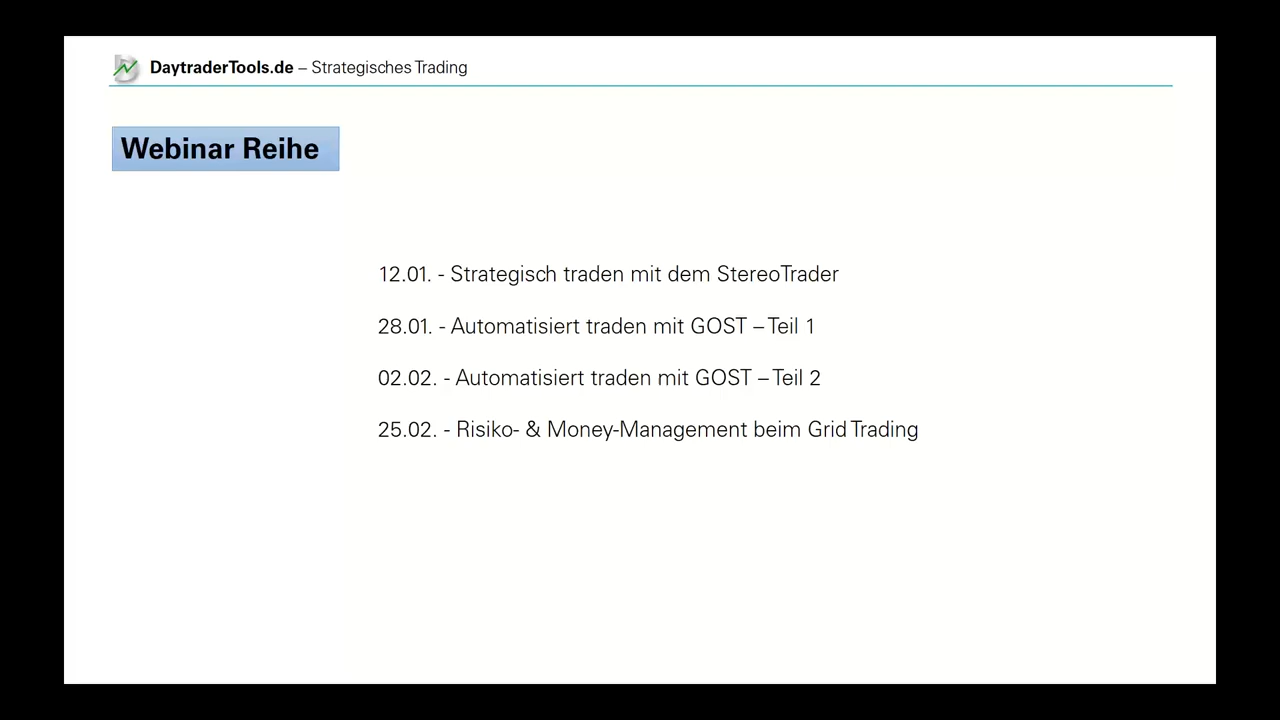 DaytraderTools.de – Strategisches Trading
Webinar Reihe
12.01. - Strategisch traden mit dem StereoTrader
28.01. - Automatisiert traden mit GOST – Teil 1
02.02. - Automatisiert traden mit GOST – Teil 2
25.02. - Risiko- & Money-Management beim Grid Trading